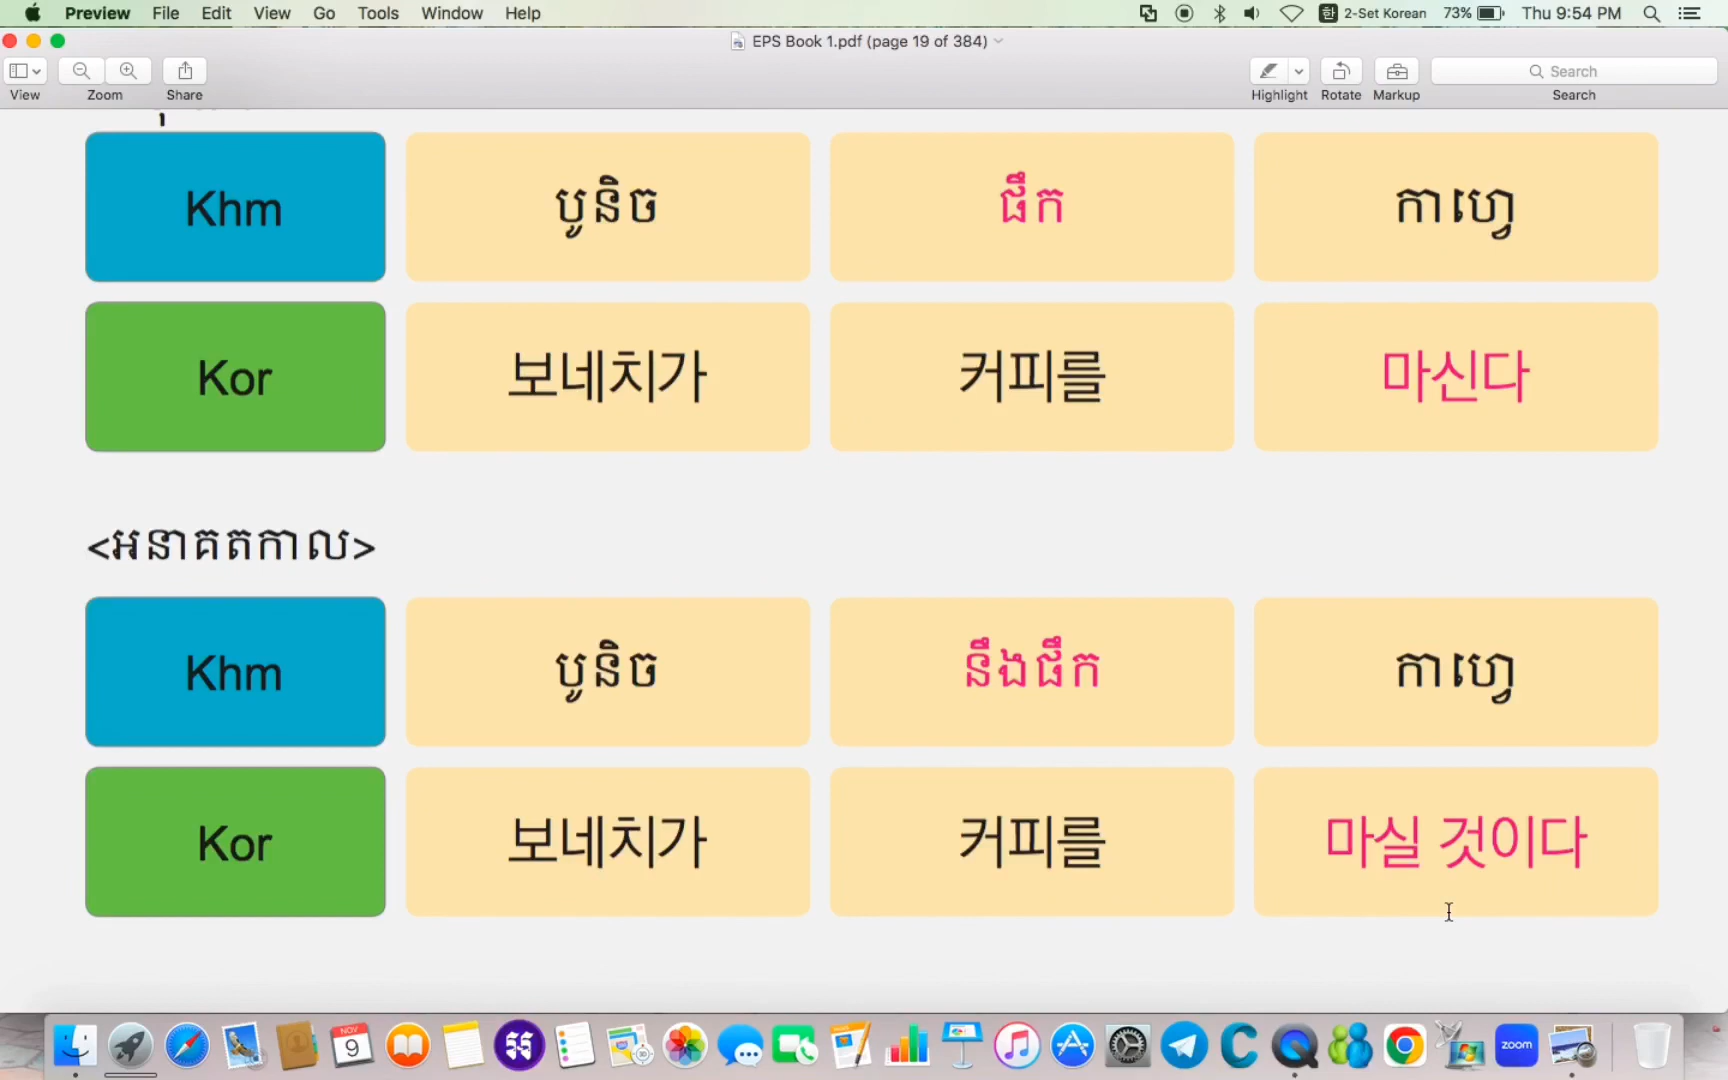 Preview File Edit View Go Tools Window Help 한 2-Set Korean 73% Thu 9:54 PM
EPS Book 1.pdf (page 19 of 384)
Search
View Zoom Share Highlight Rotate Markup Search
Khm បូនិច ផឹក កាហ្វេ
Kor 보네치가 커피를 마신다
<អនាគតកាល>
Khm បូនិច នឹងផឹក កាហ្វេ
Kor 보네치가 커피를 마실 것이다
NOV
9
zoom